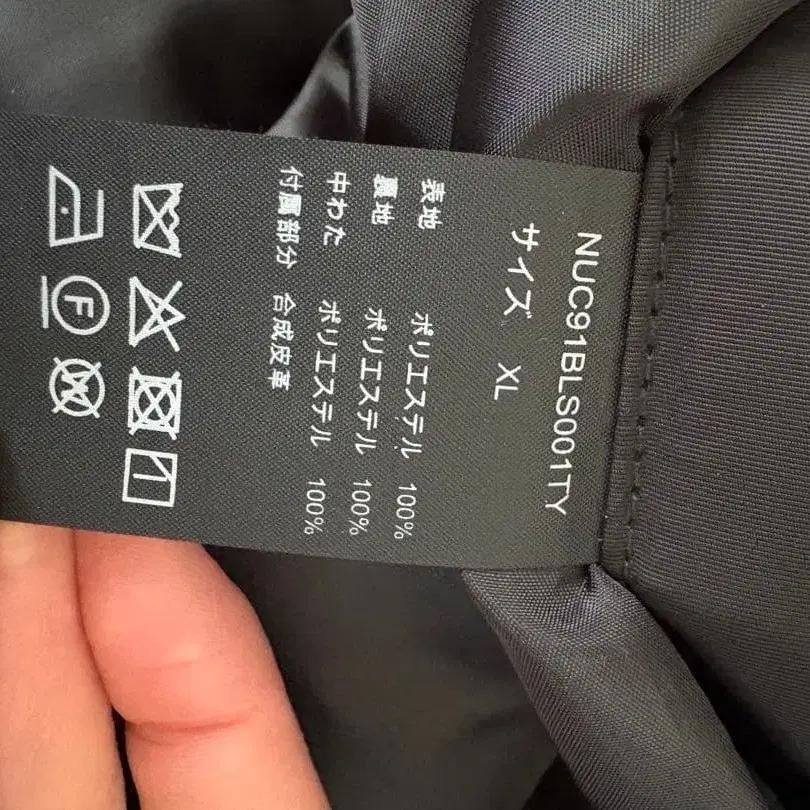 NUC91BLS001TY
サイズ XL
表地 ポリエステル 100%
裏地 ポリエステル 100%
中わた ポリエステル 100%
付属部分 合成皮革
F
W